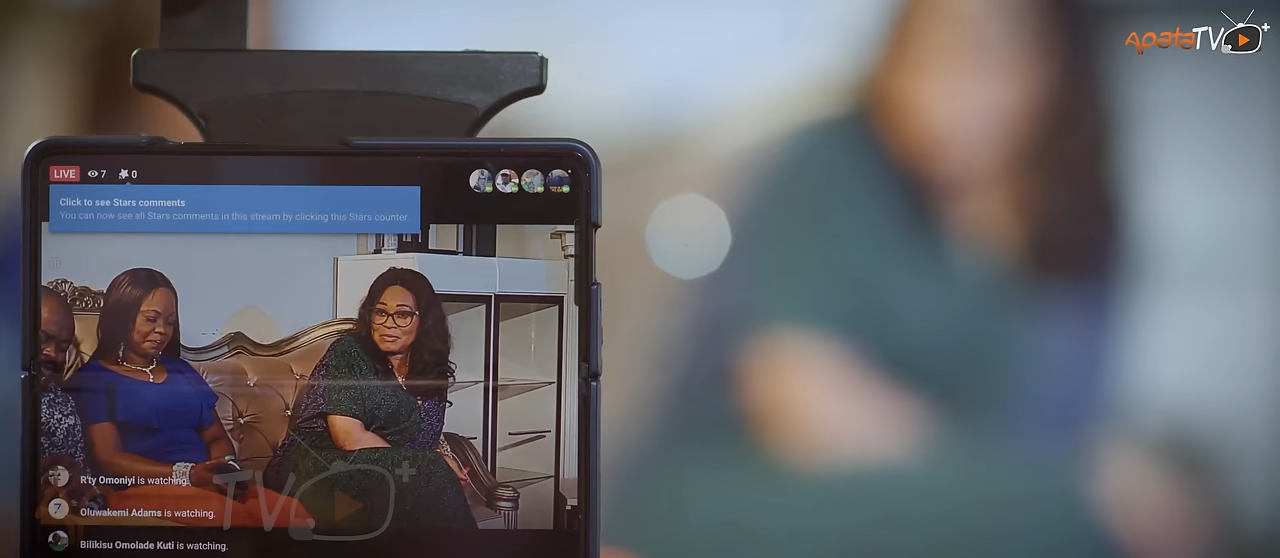 ApataTV+
LIVE 7 0
Click to see Stars comments
You can now see all Stars comments in this stream by clicking this Stars counter
R'ty Omoniyi is watching.
7
Oluwakemi Adams is watching.
Bilikisu Omolade Kuti is watching.
TV+